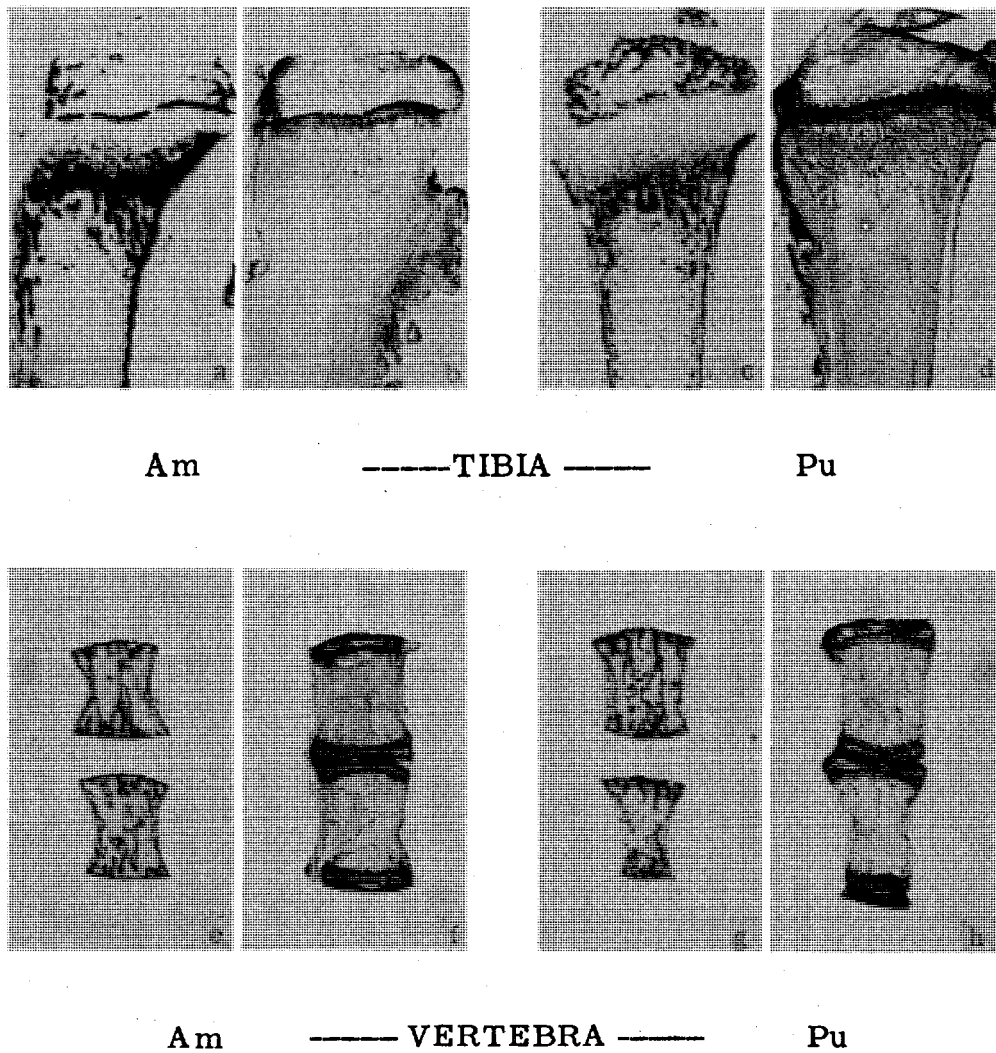 a b c d
Am -----TIBIA ----- Pu
e f g h
Am ----- VERTEBRA ----- Pu